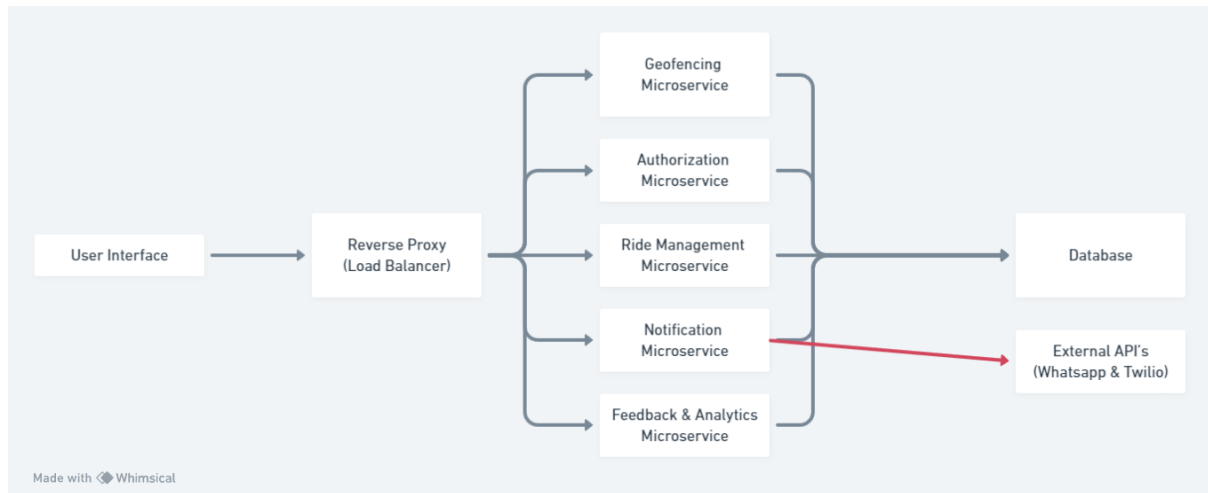 Geofencing
Microservice
Authorization
Microservice
User Interface
Reverse Proxy
(Load Balancer)
Ride Management
Microservice
Database
Notification
Microservice
External API's
(Whatsapp & Twilio)
Feedback & Analytics
Microservice
Made with Whimsical